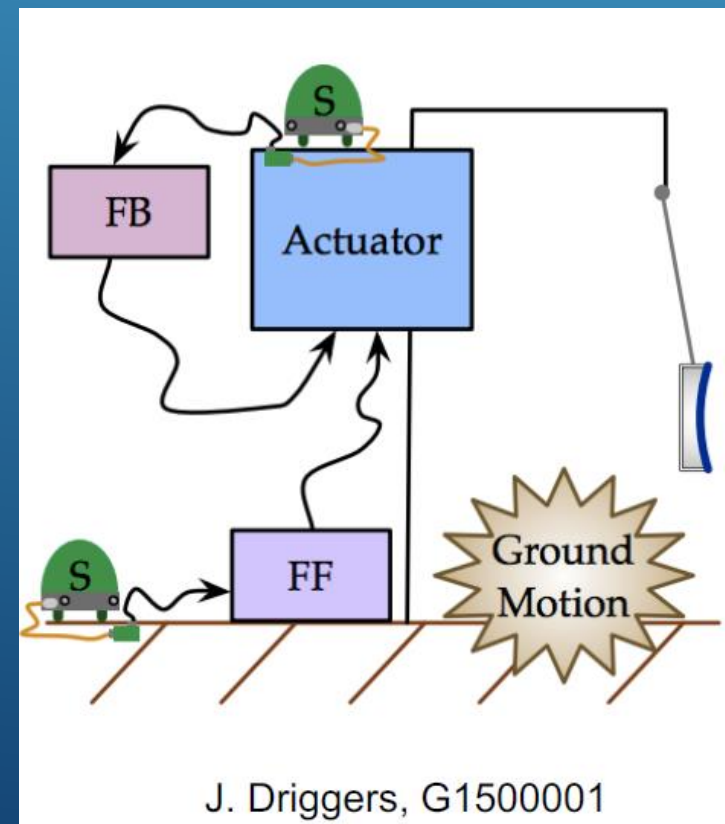 S
FB
Actuator
S
FF
Ground
Motion
J. Driggers, G1500001